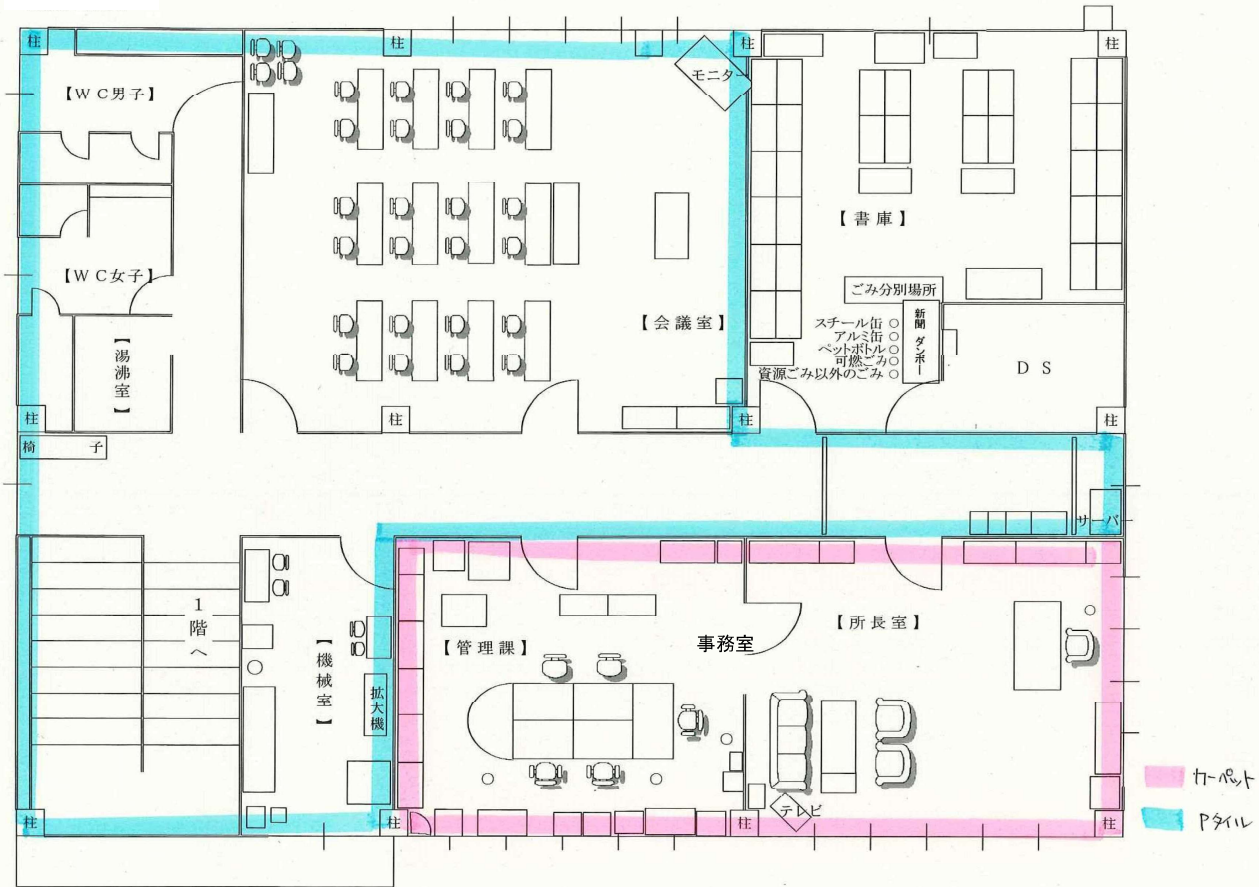 柱
柱
柱
柱
モニター
【WC男子】
【書庫】
【WC女子】
ごみ分別場所
新聞 ダンボー
スチール缶 ○
アルミ缶 ○
ペットボトル ○
可燃ごみ ○
資源ごみ以外のごみ ○
【会議室】
【湯沸室】
DS
柱
柱
柱
柱
椅 子
サーバ
1階へ
【機械室】
拡大機
【管理課】
事務室
【所長室】
テレビ
柱
柱
柱
柱
カーペット
Pタイル